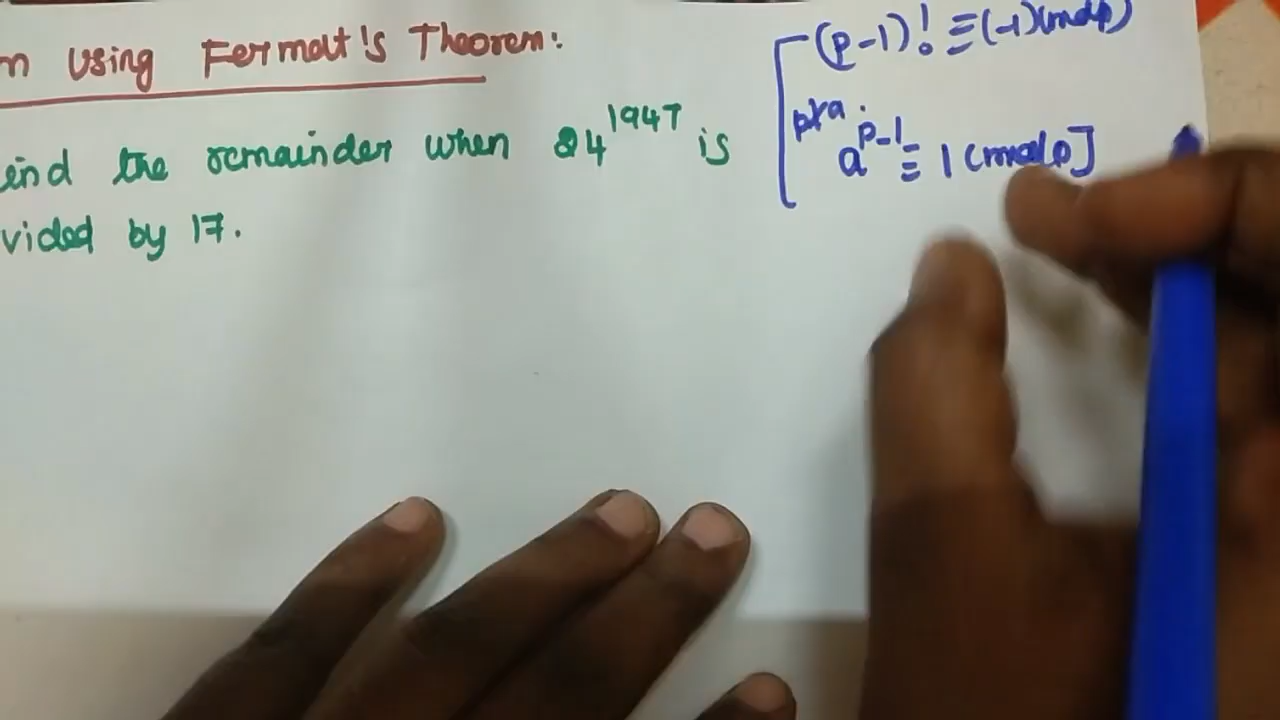 n Using Fermat's Theorem:
ind the remainder when 24^1947 is
vided by 17.
(p-1)! ≡ (-1)(mod p)
p∤a.
a^p-1 ≡ 1 (mod p]